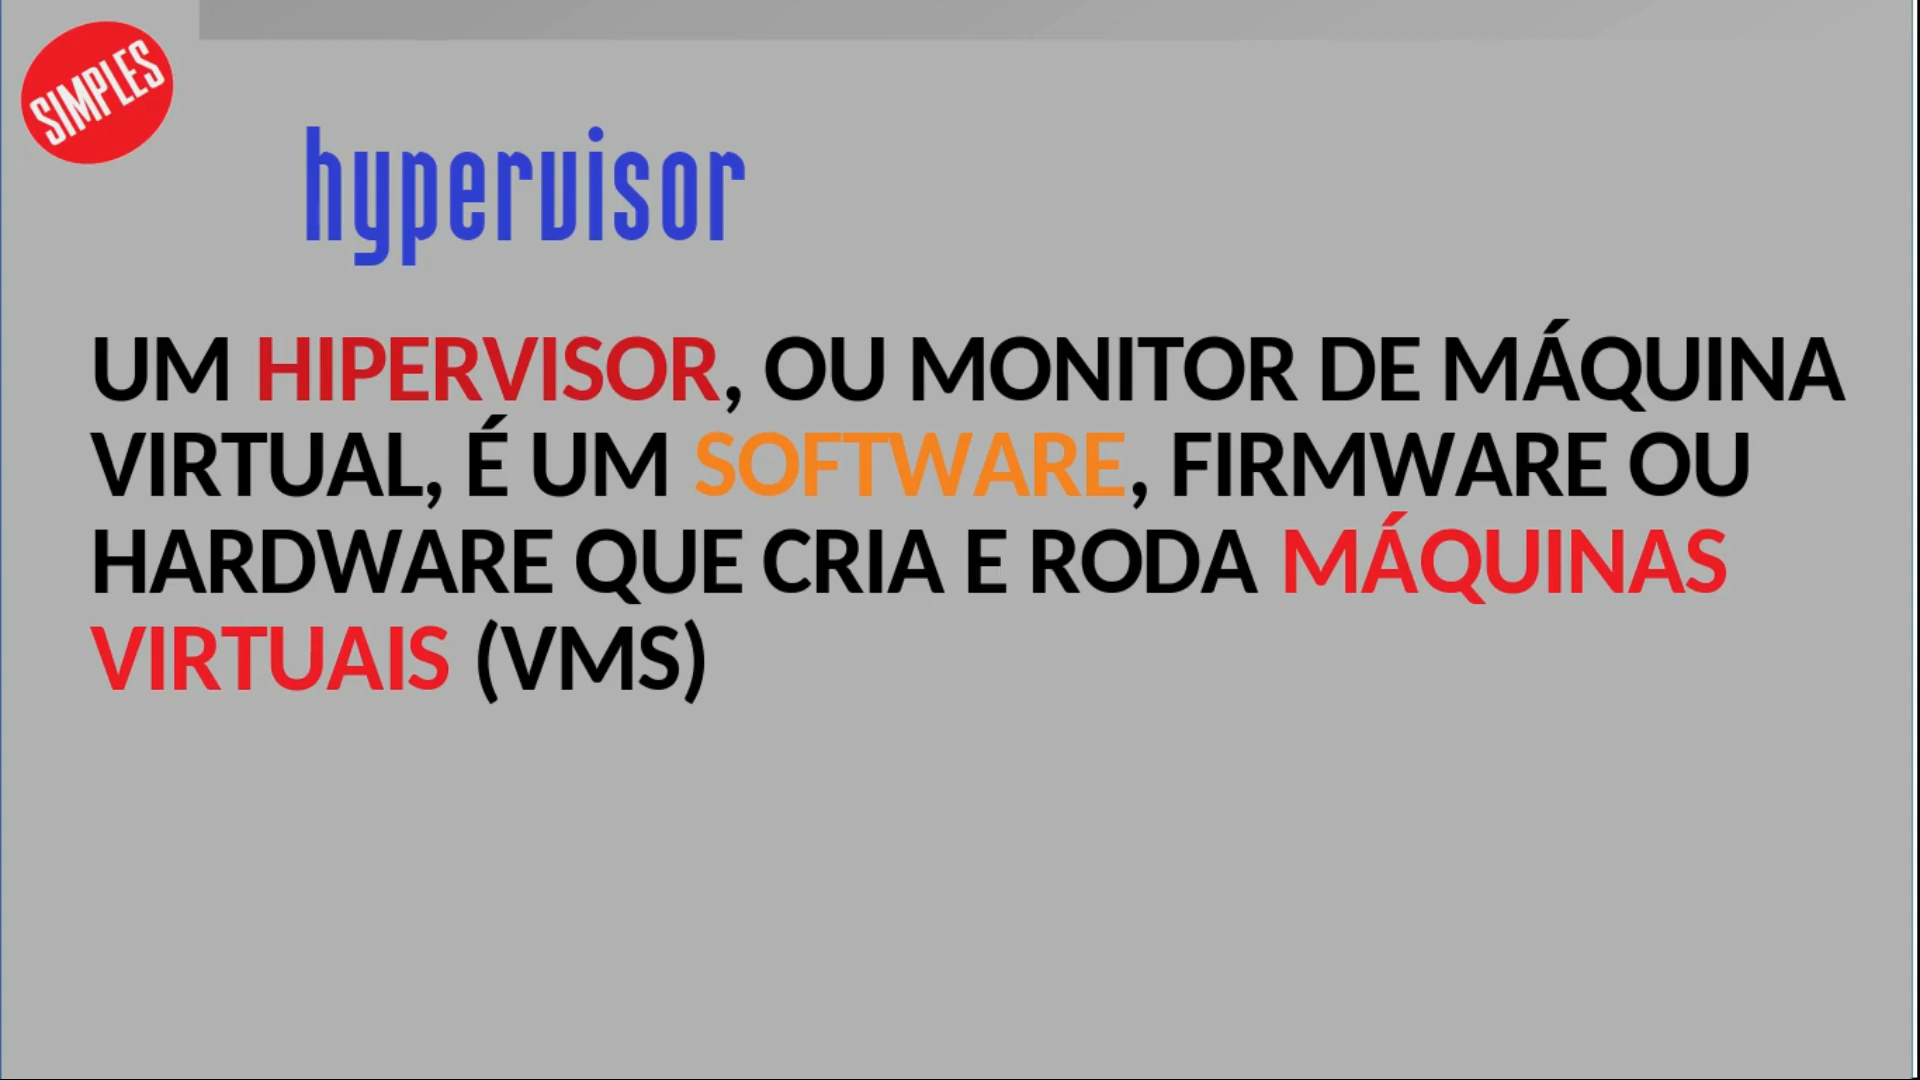 SIMPLES
hypervisor
UM HIPERVISOR, OU MONITOR DE MÁQUINA
VIRTUAL, É UM SOFTWARE, FIRMWARE OU
HARDWARE QUE CRIA E RODA MÁQUINAS
VIRTUAIS (VMS)